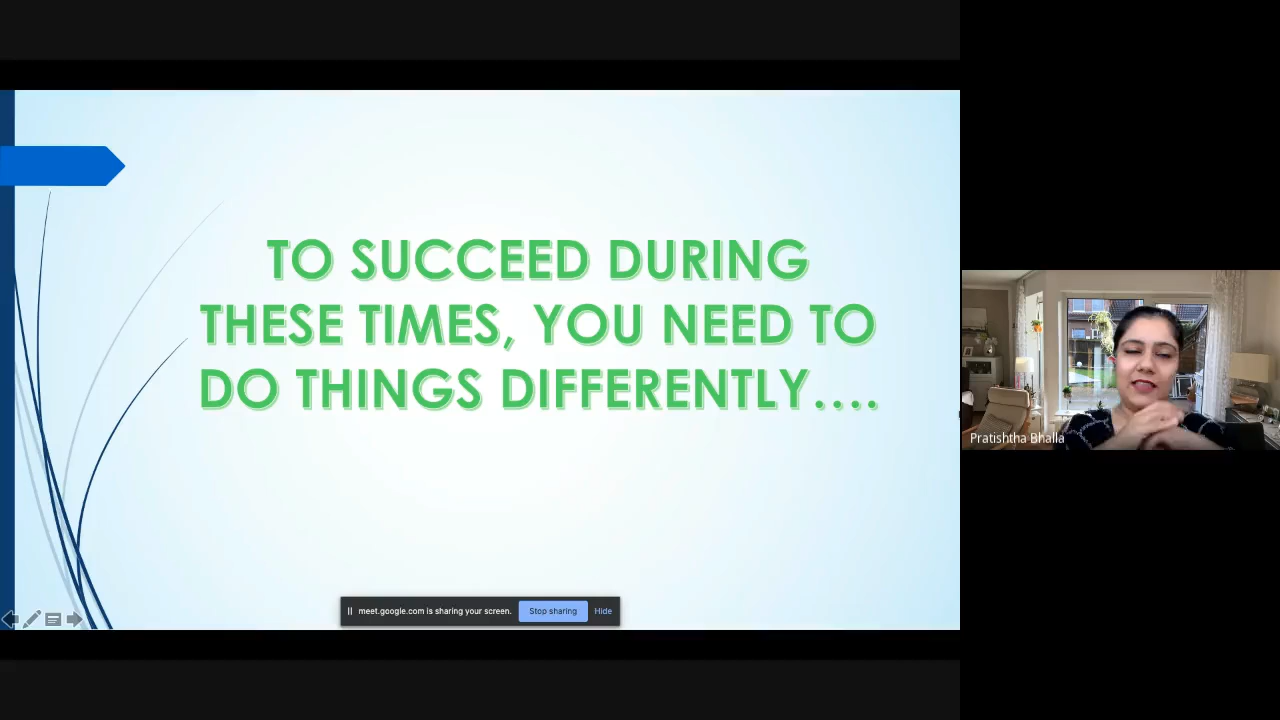 TO SUCCEED DURING
THESE TIMES, YOU NEED TO
DO THINGS DIFFERENTLY....
Pratishtha Bhalla
meet.google.com is sharing your screen.
Stop sharing
Hide